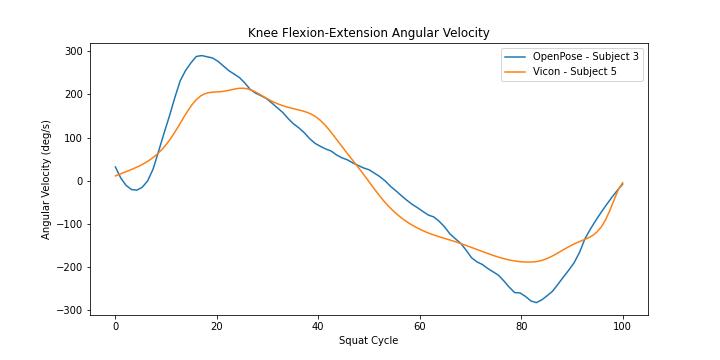 Knee Flexion-Extension Angular Velocity
OpenPose - Subject 3
Vicon - Subject 5
Angular Velocity (deg/s)
300
200
100
0
−100
−200
−300
0 20 40 60 80 100
Squat Cycle